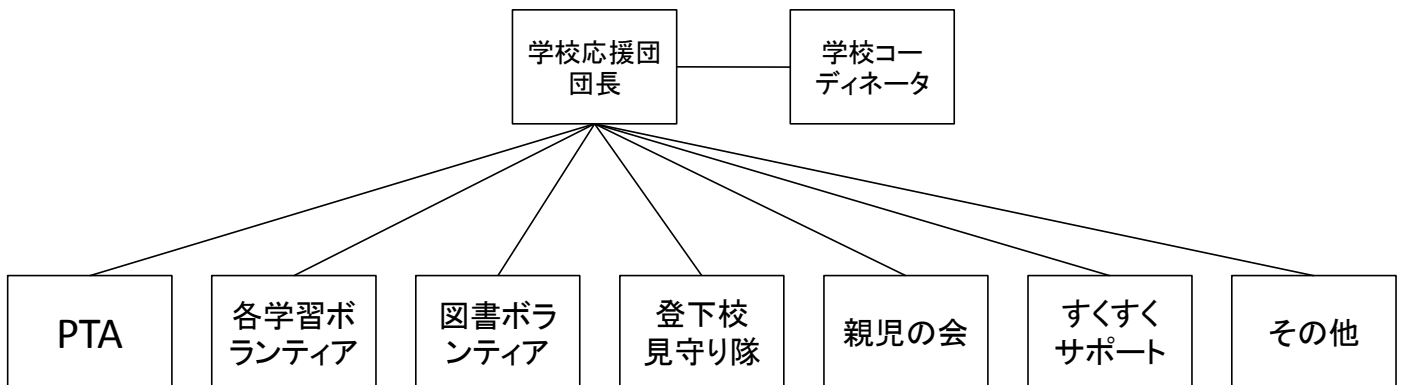 学校応援団
団長
学校コー
ディネータ
PTA
各学習ボ
ランティア
図書ボラ
ンティア
登下校
見守り隊
親児の会
すくすく
サポート
その他